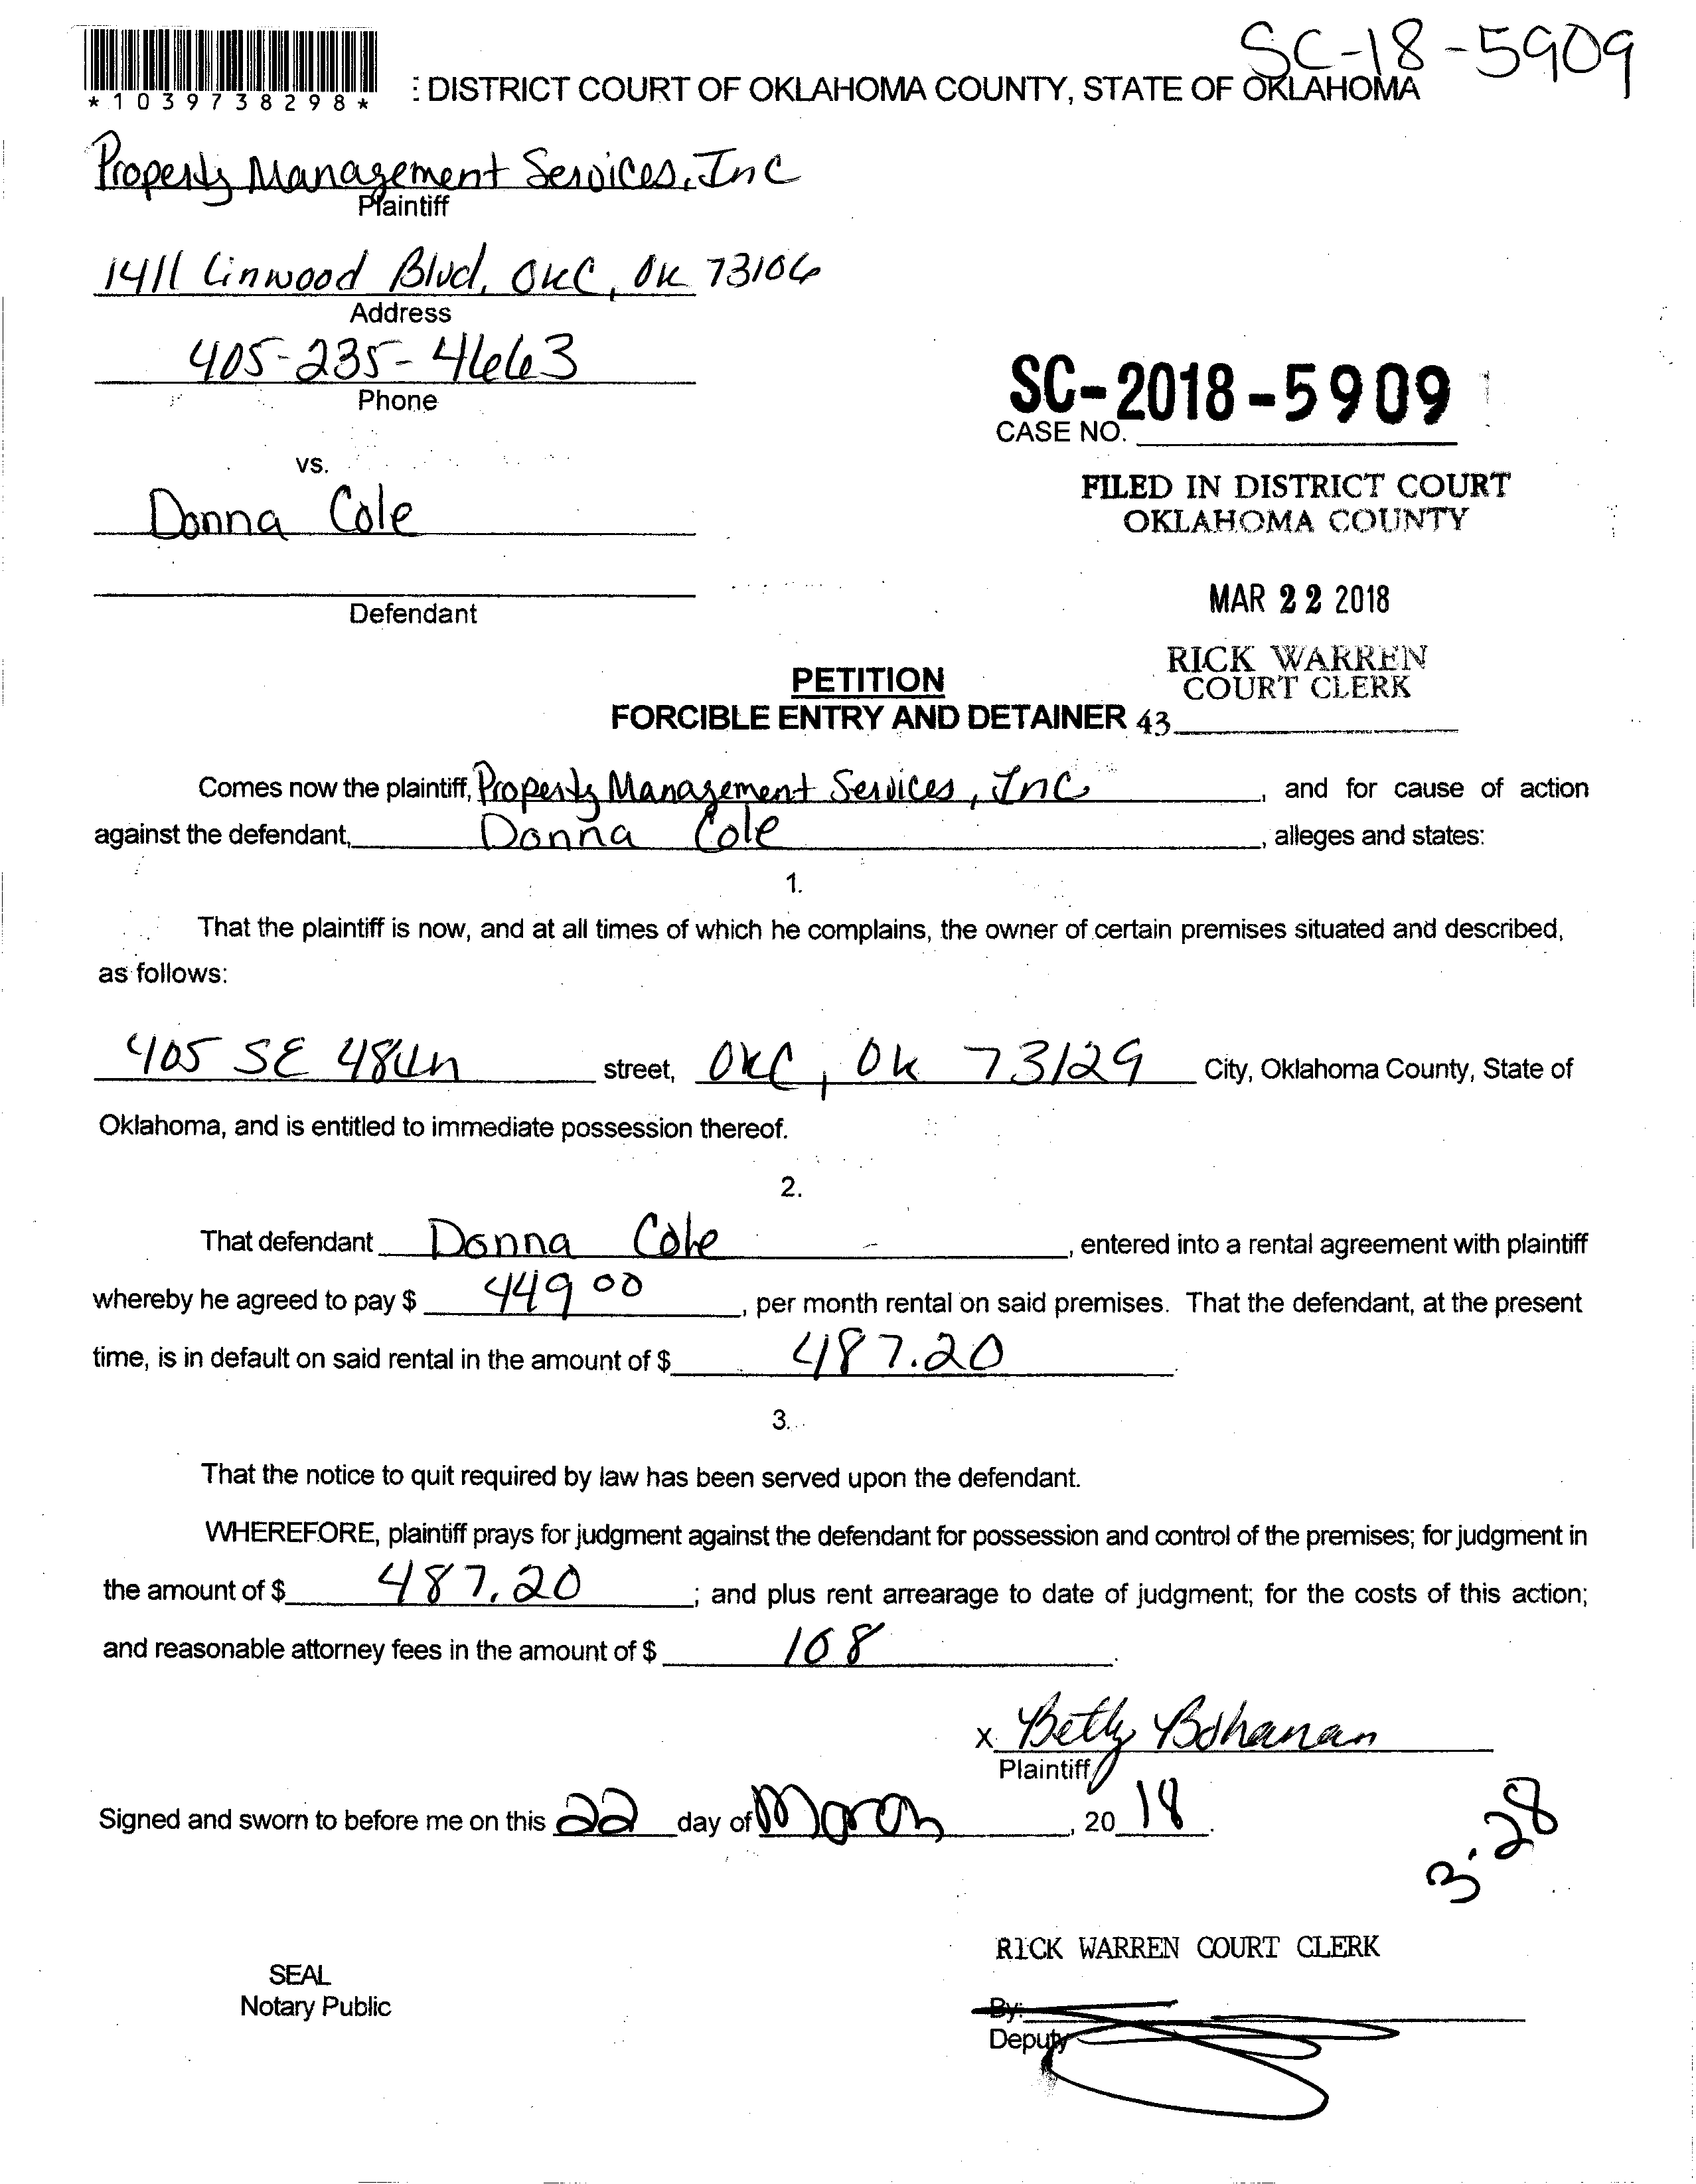 SC-18-5909
*1039738298*
: DISTRICT COURT OF OKLAHOMA COUNTY, STATE OF OKLAHOMA
Property Management Services, Inc
Plaintiff
1411 Linwood Blvd, OKC, OK 73106
Address
405-235-4663
Phone
SC-2018-5909
CASE NO.
vs.
Donna Cole
FILED IN DISTRICT COURT
OKLAHOMA COUNTY
Defendant
MAR 22 2018
RICK WARREN
COURT CLERK
PETITION
FORCIBLE ENTRY AND DETAINER 43
Comes now the plaintiff, Property Management Services, Inc, and for cause of action
against the defendant, Donna Cole, alleges and states:
1.
That the plaintiff is now, and at all times of which he complains, the owner of certain premises situated and described,
as follows:
405 SE 48th street, OKC, OK 73129 City, Oklahoma County, State of
Oklahoma, and is entitled to immediate possession thereof.
2.
That defendant Donna Cole, entered into a rental agreement with plaintiff
whereby he agreed to pay $ 449 00, per month rental on said premises. That the defendant, at the present
time, is in default on said rental in the amount of $ 487.20.
3.
That the notice to quit required by law has been served upon the defendant.
WHEREFORE, plaintiff prays for judgment against the defendant for possession and control of the premises; for judgment in
the amount of $ 487.20; and plus rent arrearage to date of judgment; for the costs of this action;
and reasonable attorney fees in the amount of $ 108.
x Betty Bohanan
Plaintiff
Signed and sworn to before me on this 22 day of March, 2018.
3.28
RICK WARREN COURT CLERK
SEAL
Notary Public
By:
Deputy